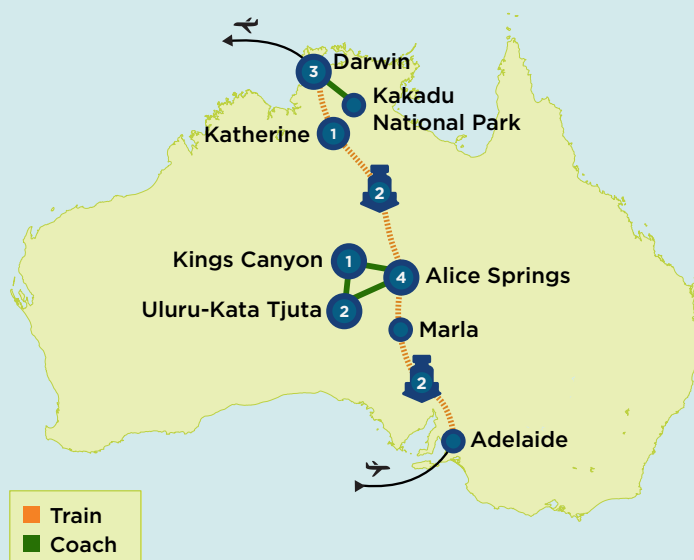 3 Darwin
Kakadu
National Park
Katherine 1
2
Kings Canyon 1
4 Alice Springs
Uluru-Kata Tjuta 2
Marla
2
Adelaide
Train
Coach